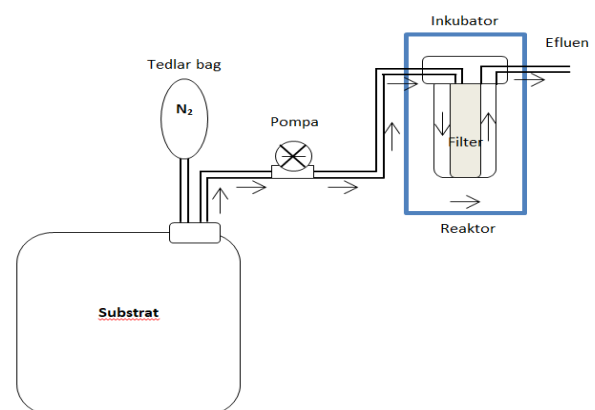 Inkubator
Efluen
Tedlar bag
N₂
Pompa
Filter
Reaktor
Substrat